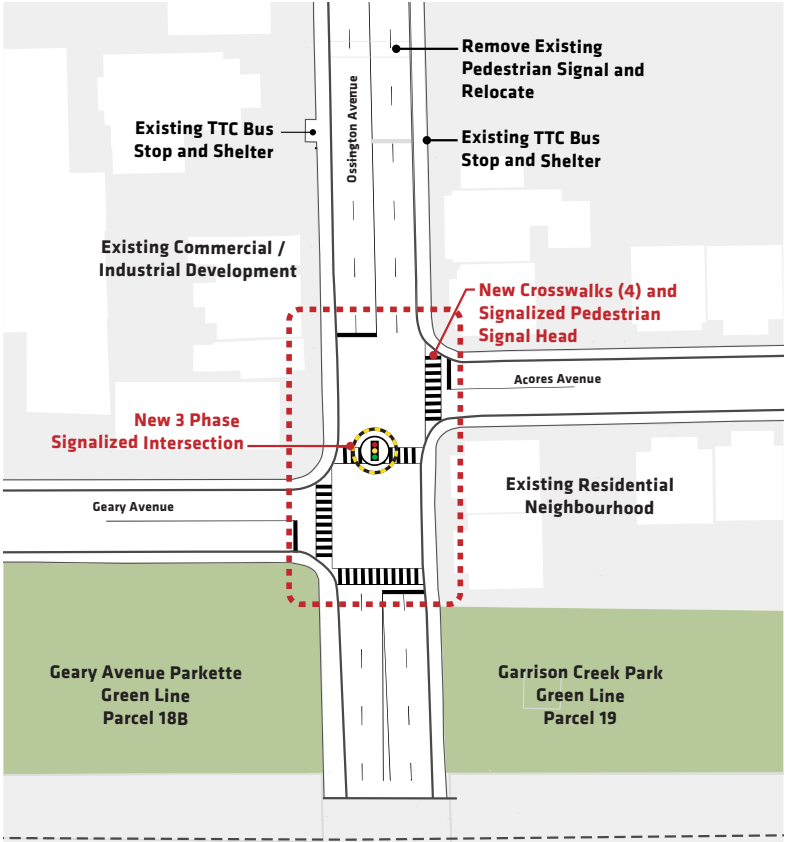 Remove Existing
Pedestrian Signal and
Relocate
Ossington Avenue
Existing TTC Bus
Stop and Shelter
Existing TTC Bus
Stop and Shelter
Existing Commercial /
Industrial Development
New Crosswalks (4) and
Signalized Pedestrian
Signal Head
Acores Avenue
New 3 Phase
Signalized Intersection
Existing Residential
Neighbourhood
Geary Avenue
Geary Avenue Parkette
Green Line
Parcel 18B
Garrison Creek Park
Green Line
Parcel 19